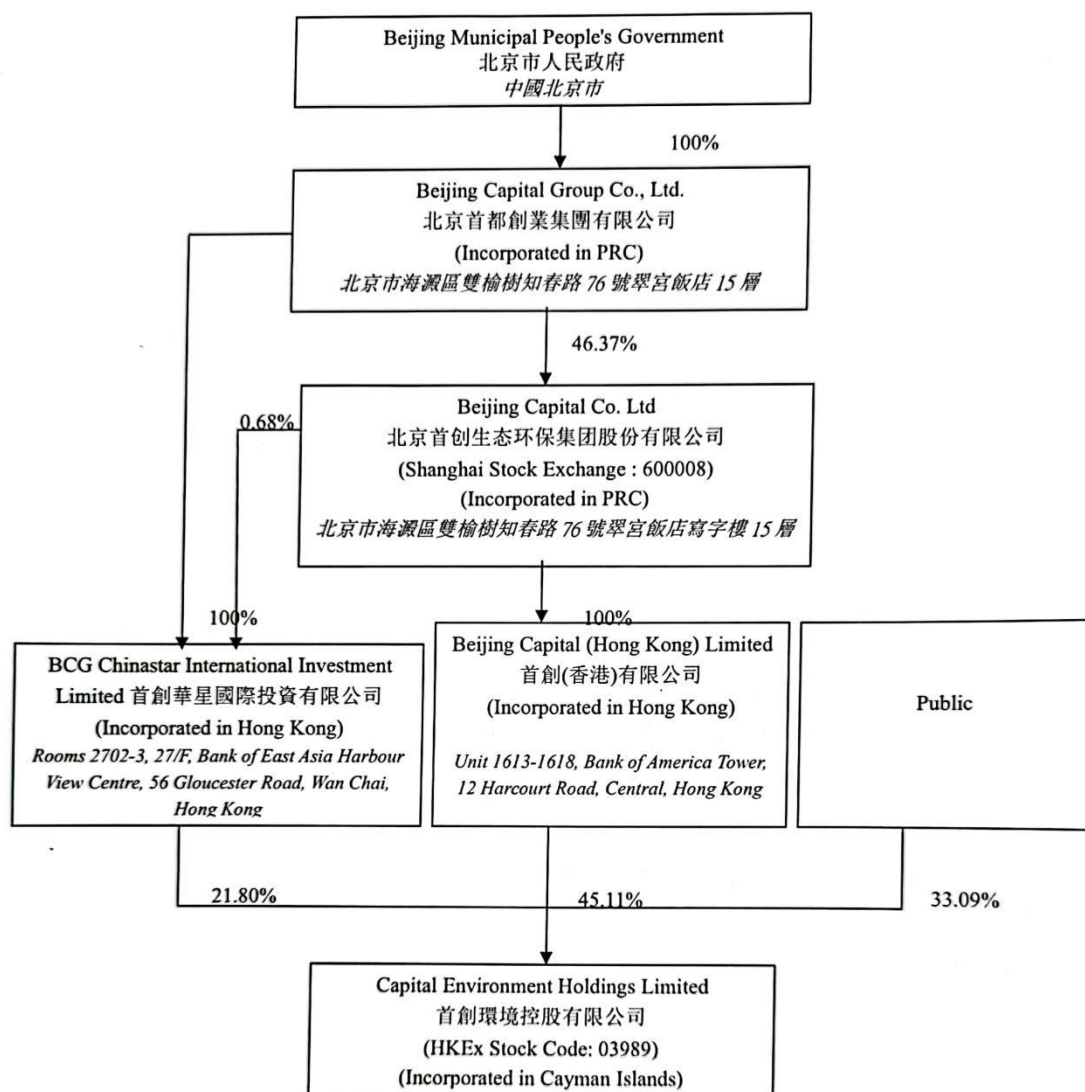 Beijing Municipal People's Government
北京市人民政府
中國北京市
100%
Beijing Capital Group Co., Ltd.
北京首都創業集團有限公司
(Incorporated in PRC)
北京市海澱區雙榆樹知春路 76 號翠宮飯店 15 層
46.37%
Beijing Capital Co. Ltd
北京首创生态环保集团股份有限公司
(Shanghai Stock Exchange : 600008)
(Incorporated in PRC)
北京市海澱區雙榆樹知春路 76 號翠宮飯店寫字樓 15 層
0.68%
100%
100%
BCG Chinastar International Investment
Limited 首創華星國際投資有限公司
(Incorporated in Hong Kong)
Rooms 2702-3, 27/F, Bank of East Asia Harbour
View Centre, 56 Gloucester Road, Wan Chai,
Hong Kong
Beijing Capital (Hong Kong) Limited
首創(香港)有限公司
(Incorporated in Hong Kong)
Unit 1613-1618, Bank of America Tower,
12 Harcourt Road, Central, Hong Kong
Public
21.80%
45.11%
33.09%
Capital Environment Holdings Limited
首創環境控股有限公司
(HKEx Stock Code: 03989)
(Incorporated in Cayman Islands)